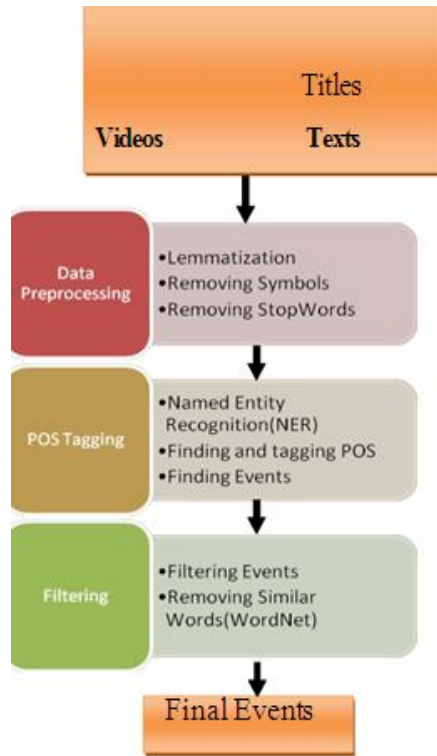 Titles
Videos Texts
Data
Preprocessing
•Lemmatization
•Removing Symbols
•Removing StopWords
POS Tagging
•Named Entity
Recognition(NER)
•Finding and tagging POS
•Finding Events
Filtering
•Filtering Events
•Removing Similar
Words(WordNet)
Final Events